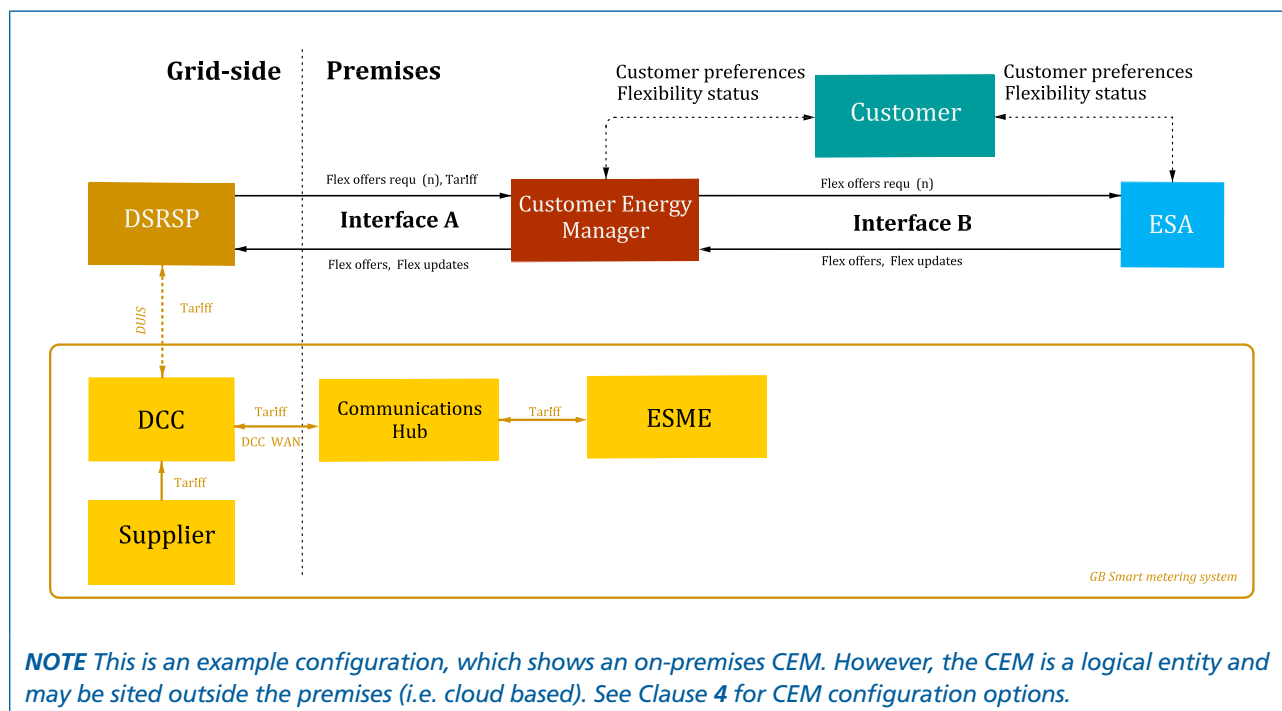 Grid-side
Premises
Customer preferences
Flexibility status
Customer
Customer preferences
Flexibility status
DSRSP
Flex offers requ (n), Tariff
Interface A
Flex offers, Flex updates
Customer Energy
Manager
Flex offers requ (n)
Interface B
Flex offers, Flex updates
ESA
DUIS
Tariff
DCC
Tariff
DCC WAN
Communications
Hub
Tariff
ESME
Tariff
Supplier
GB Smart metering system
NOTE This is an example configuration, which shows an on-premises CEM. However, the CEM is a logical entity and
may be sited outside the premises (i.e. cloud based). See Clause 4 for CEM configuration options.